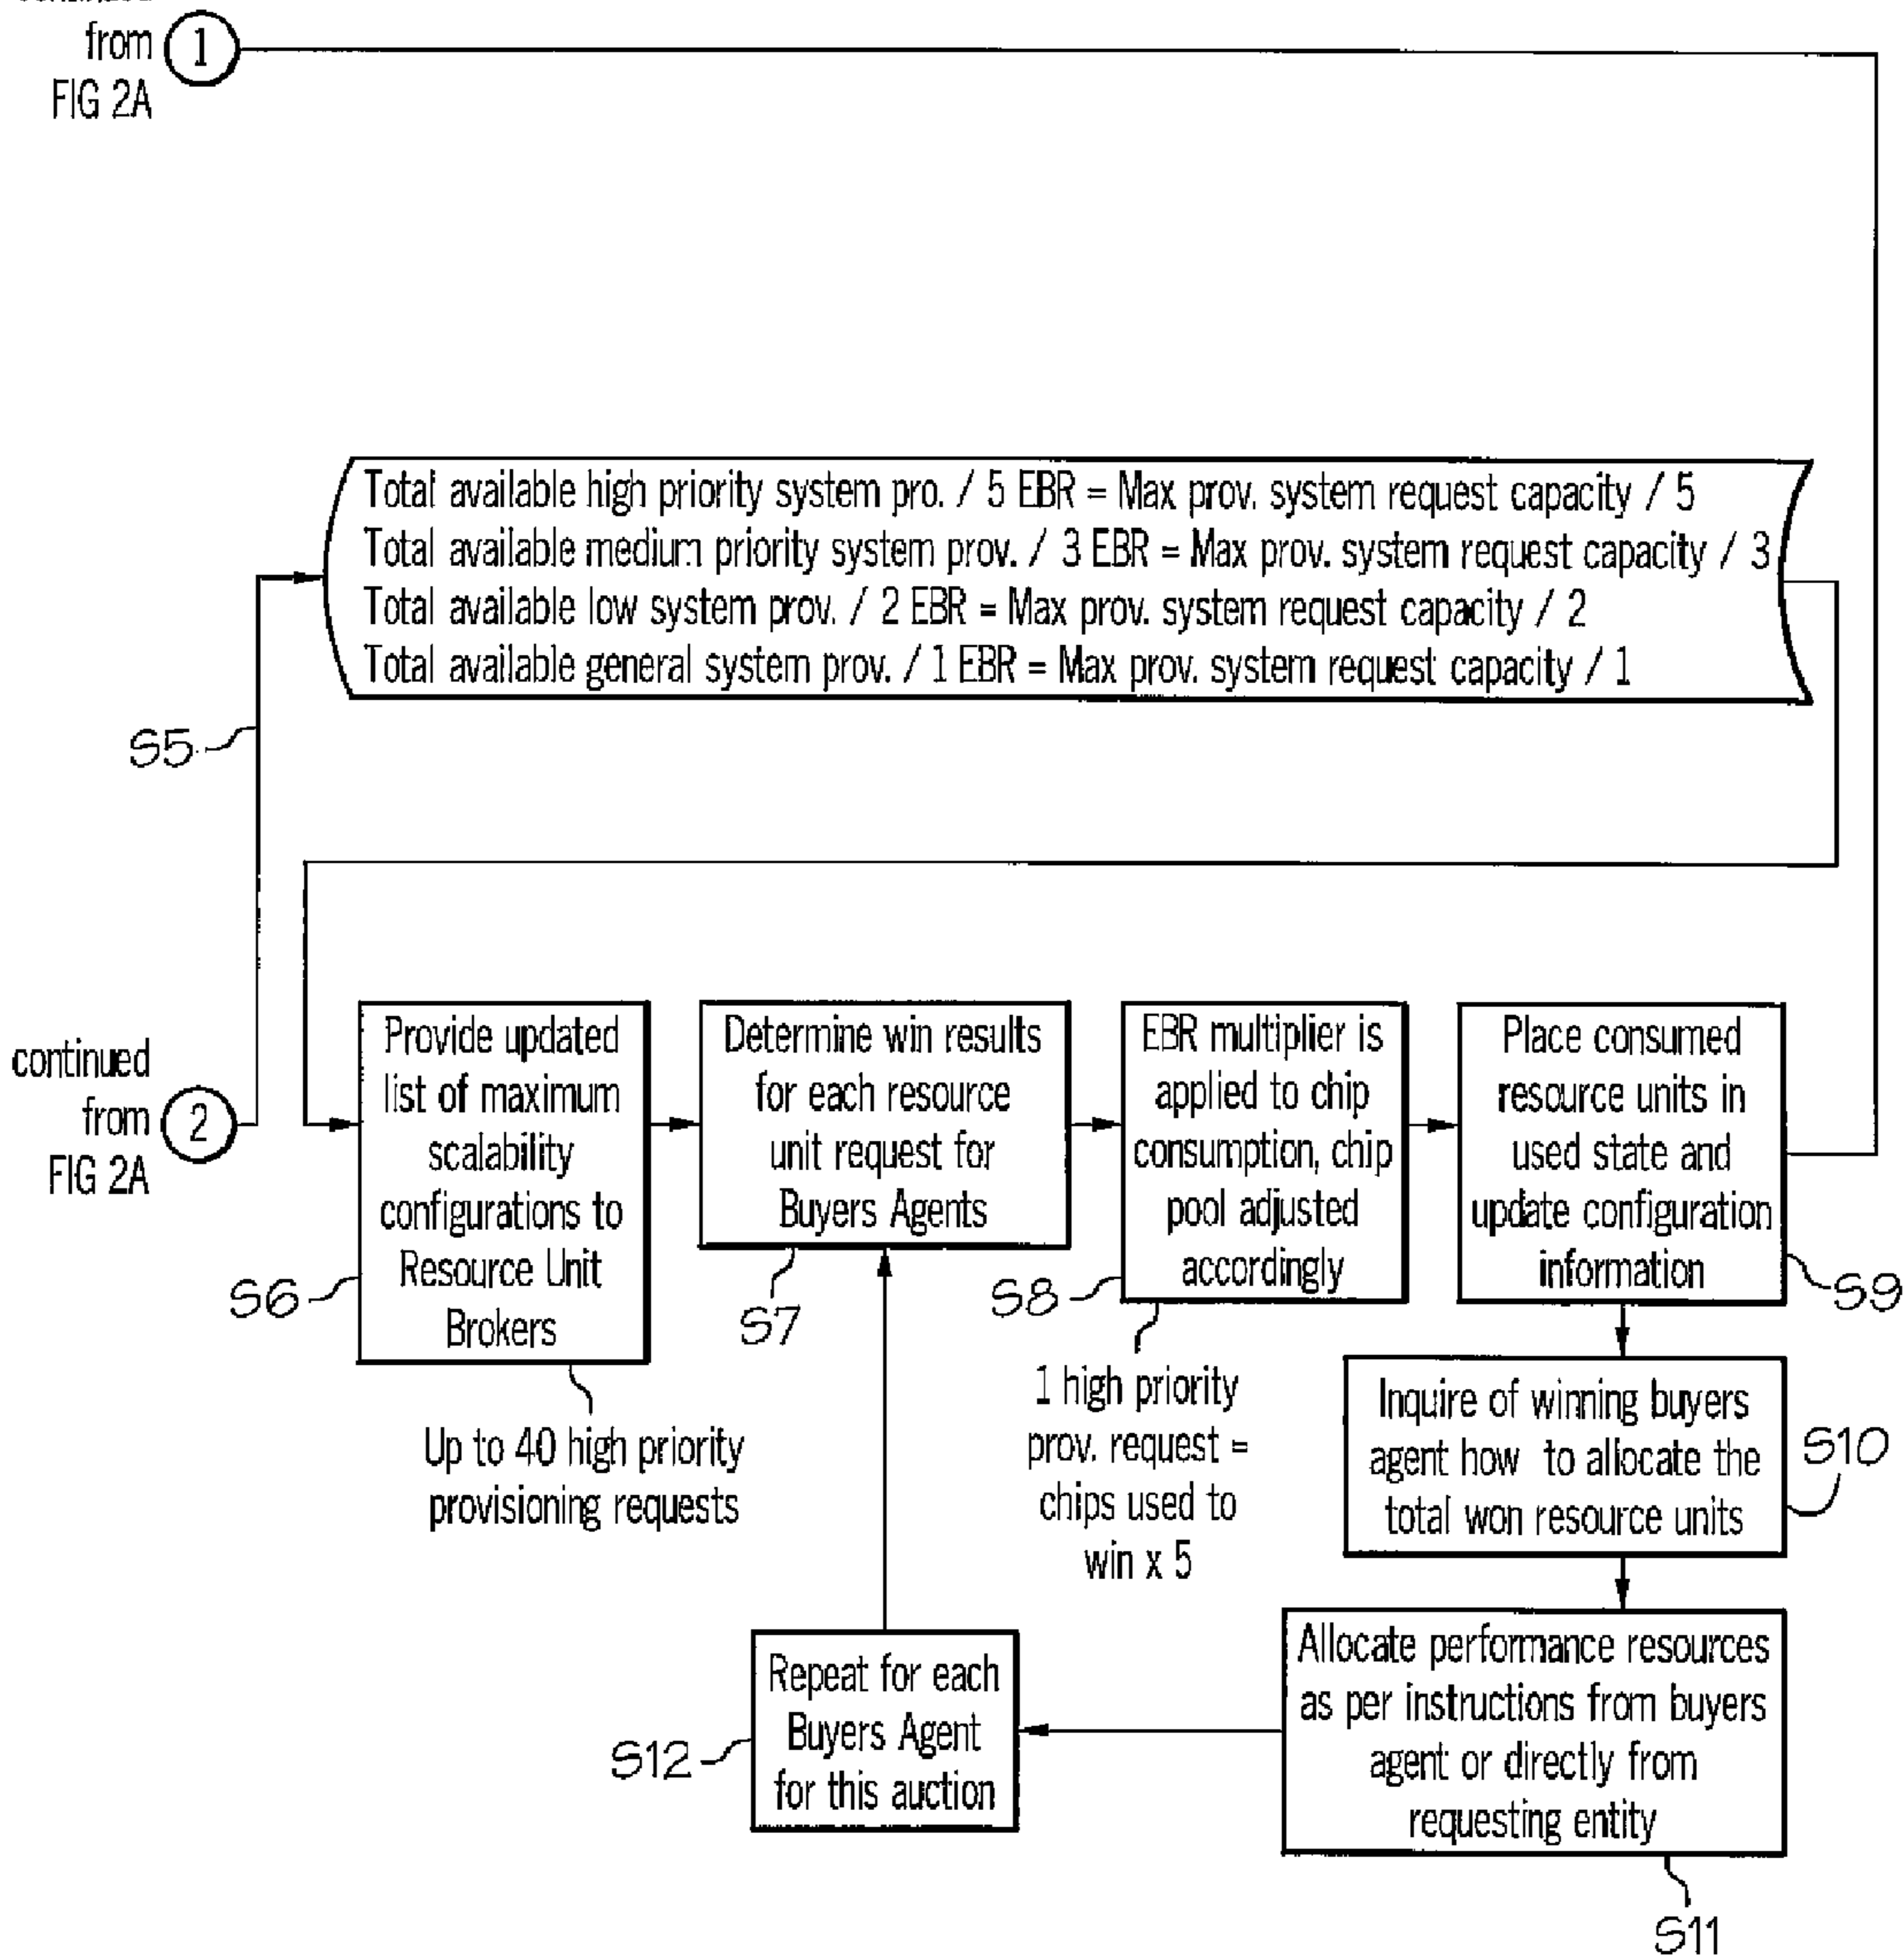 from
1
FIG 2A
Total available high priority system pro. / 5 EBR = Max prov. system request capacity / 5
Total available medium priority system prov. / 3 EBR = Max prov. system request capacity / 3
Total available low system prov. / 2 EBR = Max prov. system request capacity / 2
Total available general system prov. / 1 EBR = Max prov. system request capacity / 1
S5
continued
from
FIG 2A
2
Provide updated
list of maximum
scalability
configurations to
Resource Unit
Brokers
S6
Up to 40 high priority
provisioning requests
Determine win results
for each resource
unit request for
Buyers Agents
S7
EBR multiplier is
applied to chip
consumption, chip
pool adjusted
accordingly
S8
1 high priority
prov. request =
chips used to
win x 5
Place consumed
resource units in
used state and
update configuration
information
S9
Inquire of winning buyers
agent how to allocate the
total won resource units
S10
Allocate performance resources
as per instructions from buyers
agent or directly from
requesting entity
S11
Repeat for each
Buyers Agent
for this auction
S12